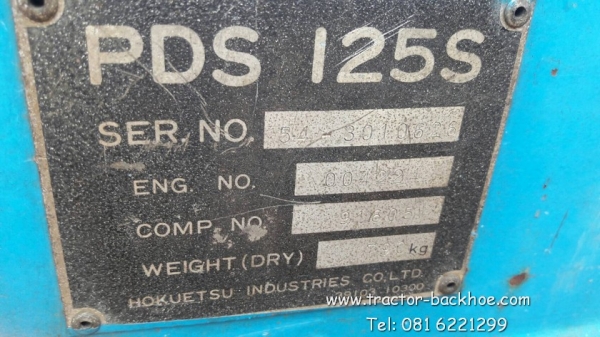 PDS 125S
SER. NO.
ENG. NO.
COMP. NO.
WEIGHT (DRY) kg
HOKUETSU INDUSTRIES CO., LTD.
www.tractor-backhoe.com
Tel: 081 6221299